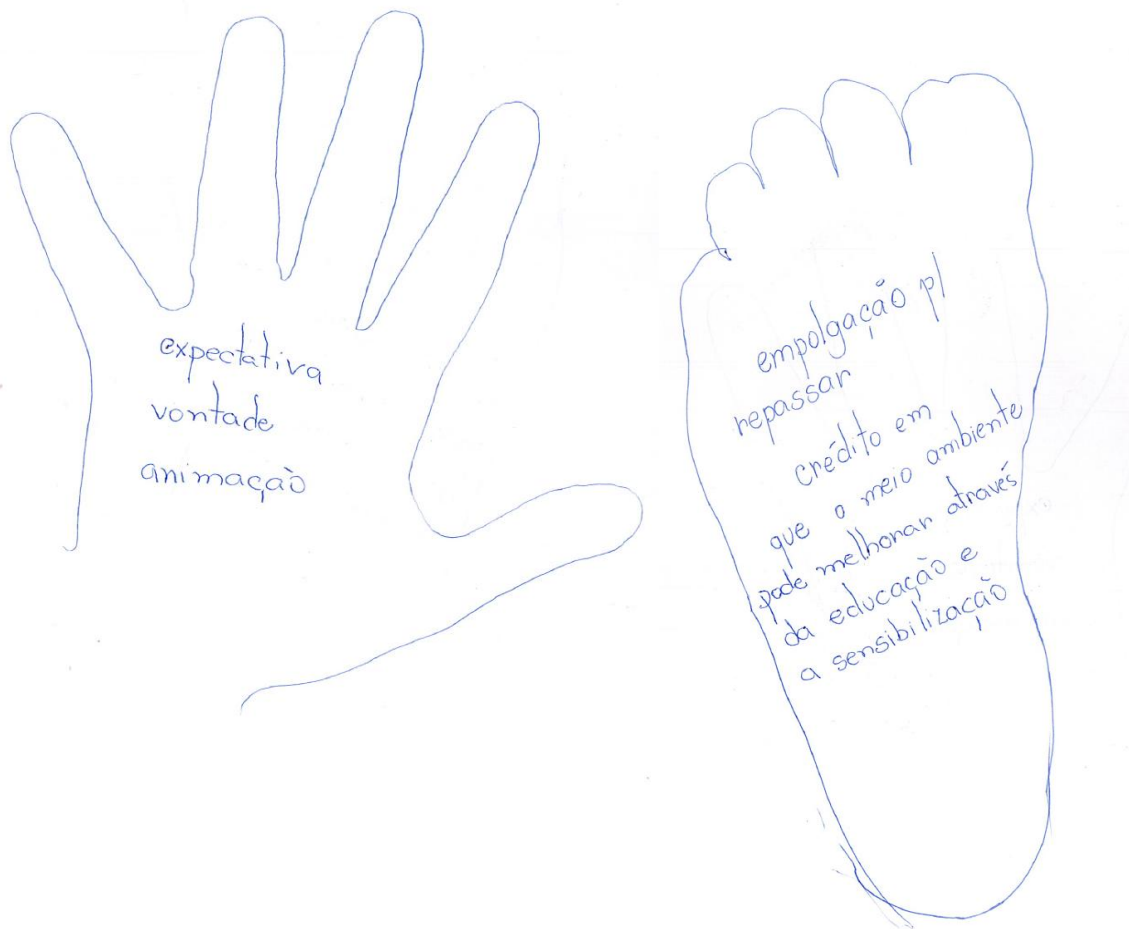 expectativa
vontade
animação
empolgação p/
repassar
crédito em
que o meio ambiente
pode melhorar através
da educação e
a sensibilização